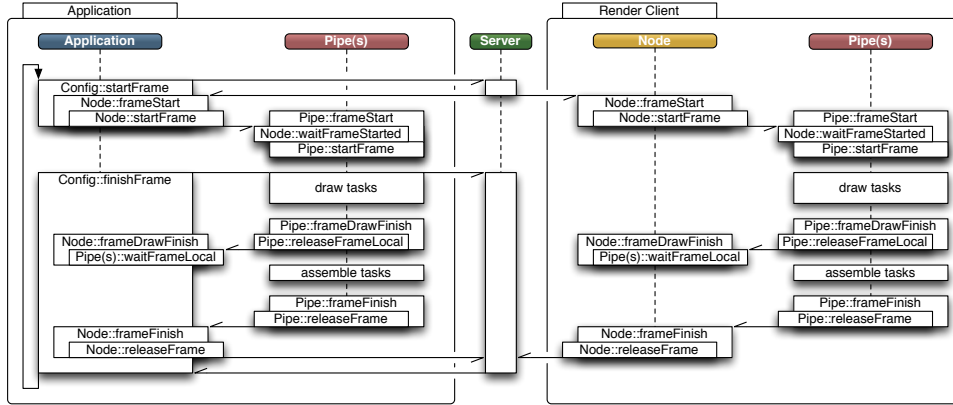 Application
Render Client
Application
Pipe(s)
Server
Node
Pipe(s)
Config::startFrame
Node::frameStart
Node::startFrame
Pipe::frameStart
Node::waitFrameStarted
Pipe::startFrame
Node::frameStart
Node::startFrame
Pipe::frameStart
Node::waitFrameStarted
Pipe::startFrame
Config::finishFrame
draw tasks
draw tasks
Pipe::frameDrawFinish
Pipe::releaseFrameLocal
Node::frameDrawFinish
Pipe(s)::waitFrameLocal
Pipe::frameDrawFinish
Pipe::releaseFrameLocal
Node::frameDrawFinish
Pipe(s)::waitFrameLocal
assemble tasks
assemble tasks
Pipe::frameFinish
Pipe::releaseFrame
Node::frameFinish
Node::releaseFrame
Pipe::frameFinish
Pipe::releaseFrame
Node::frameFinish
Node::releaseFrame